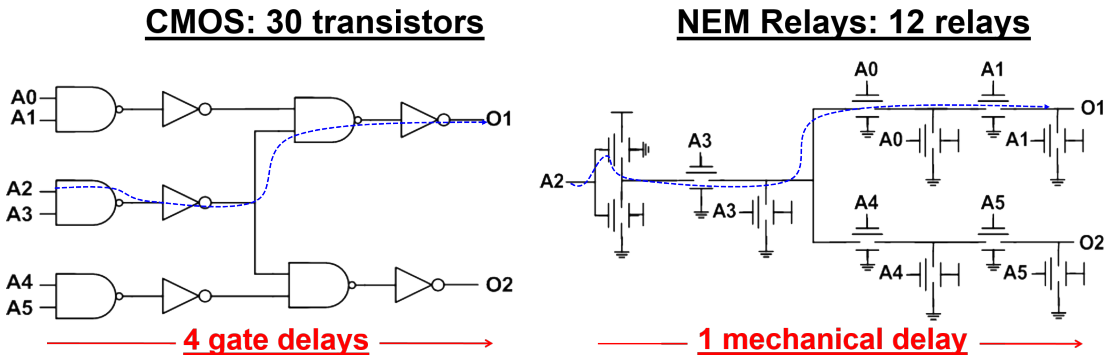 CMOS: 30 transistors
A0
A1
A2
A3
A4
A5
O1
O2
4 gate delays
NEM Relays: 12 relays
A0
A1
O1
A0
A1
A3
A2
A3
A4
A5
O2
A4
A5
1 mechanical delay